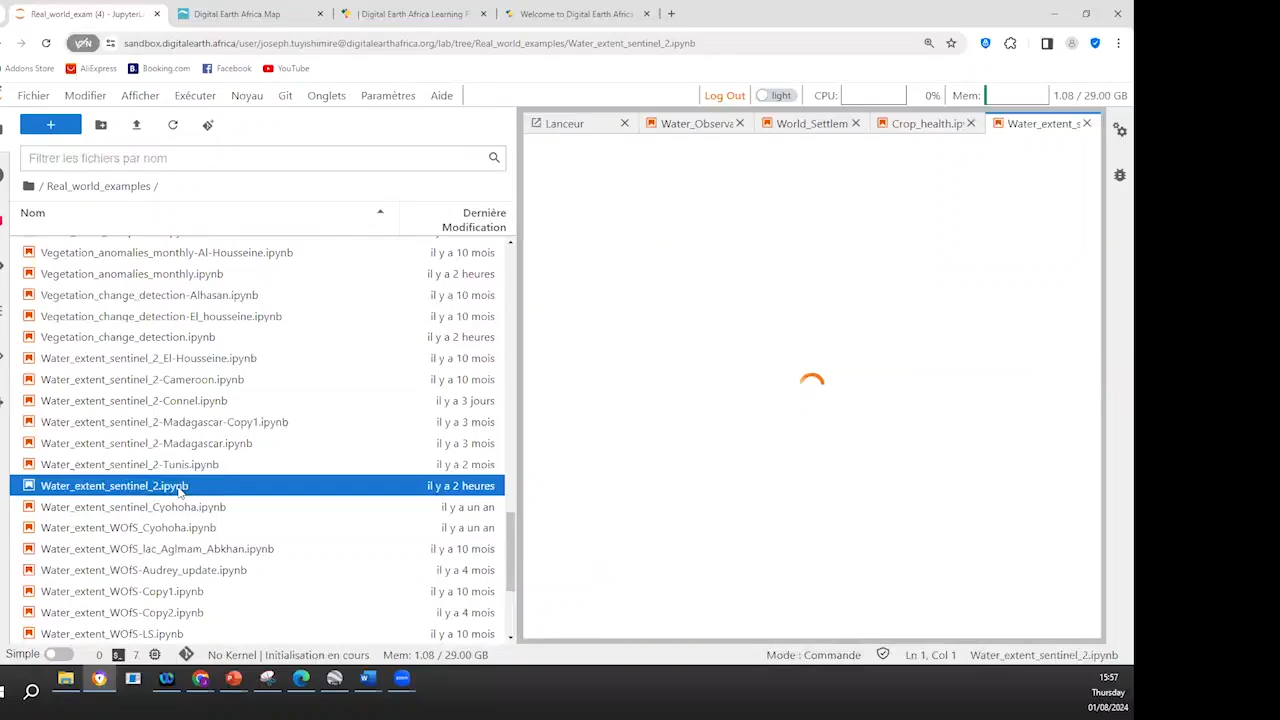 Real_world_exam (4) - JupyterL
Digital Earth Africa Map
| Digital Earth Africa Learning P
Welcome to Digital Earth Africa
VPN
sandbox.digitalearth.africa/user/joseph.tuyishimire@digitalearthafrica.org/lab/tree/Real_world_examples/Water_extent_sentinel_2.ipynb
Addons Store
AliExpress
Booking.com
Facebook
YouTube
Fichier
Modifier
Afficher
Exécuter
Noyau
Git
Onglets
Paramètres
Aide
Log Out
light
CPU:
0%
Mem:
1.08 / 29.00 GB
Lanceur
Water_Observa
World_Settlem
Crop_health.ip
Water_extent_s
Filtrer les fichiers par nom
/ Real_world_examples /
Nom
Dernière
Modification
Vegetation_anomalies_monthly-Al-Housseine.ipynb il y a 10 mois
Vegetation_anomalies_monthly.ipynb il y a 2 heures
Vegetation_change_detection-Alhasan.ipynb il y a 10 mois
Vegetation_change_detection-El_housseine.ipynb il y a 10 mois
Vegetation_change_detection.ipynb il y a 2 heures
Water_extent_sentinel_2_El-Housseine.ipynb il y a 10 mois
Water_extent_sentinel_2-Cameroon.ipynb il y a 10 mois
Water_extent_sentinel_2-Connel.ipynb il y a 3 jours
Water_extent_sentinel_2-Madagascar-Copy1.ipynb il y a 3 mois
Water_extent_sentinel_2-Madagascar.ipynb il y a 3 mois
Water_extent_sentinel_2-Tunis.ipynb il y a 2 mois
Water_extent_sentinel_2.ipynb il y a 2 heures
Water_extent_sentinel_Cyohoha.ipynb il y a un an
Water_extent_WOfS_Cyohoha.ipynb il y a un an
Water_extent_WOfS_lac_Aglmam_Abkhan.ipynb il y a 10 mois
Water_extent_WOfS-Audrey_update.ipynb il y a 4 mois
Water_extent_WOfS-Copy1.ipynb il y a 10 mois
Water_extent_WOfS-Copy2.ipynb il y a 4 mois
Water_extent_WOfS-LS.ipynb il y a 10 mois
Simple
0
7
No Kernel | Initialisation en cours
Mem: 1.08 / 29.00 GB
Mode : Commande
Ln 1, Col 1
Water_extent_sentinel_2.ipynb
15:57
Thursday
01/08/2024